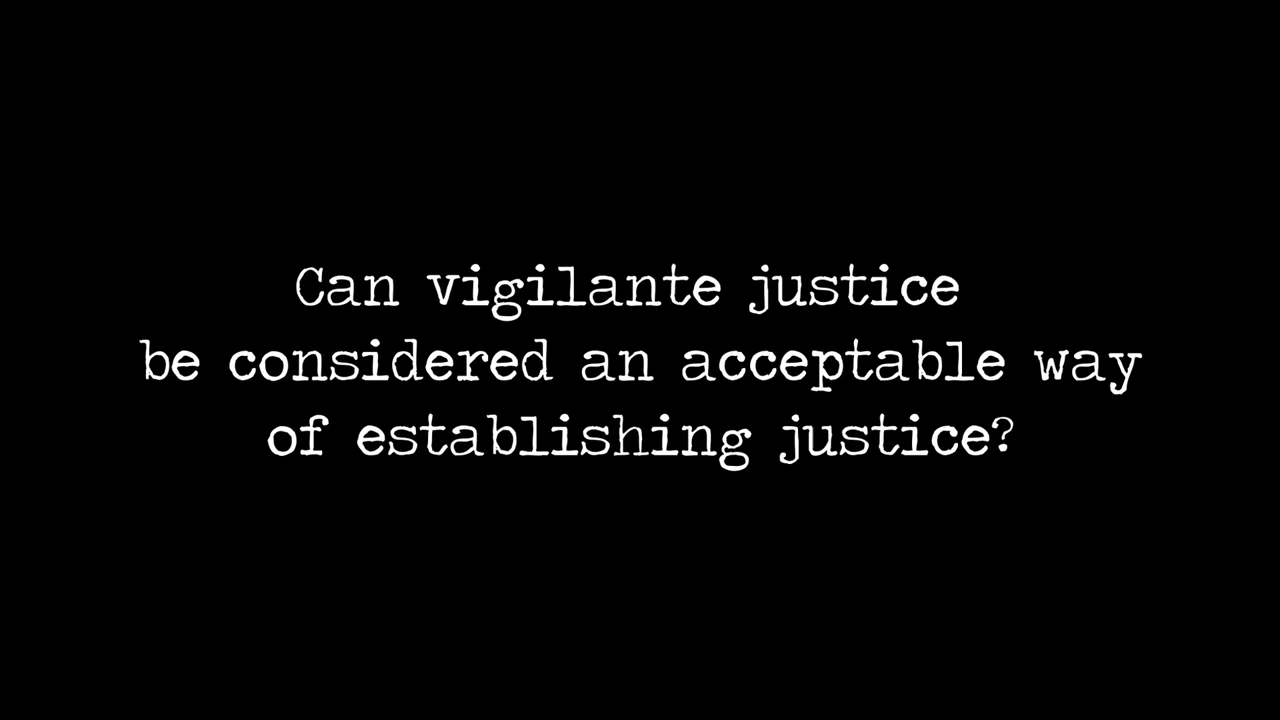 Can vigilante justice
be considered an acceptable way
of establishing justice?